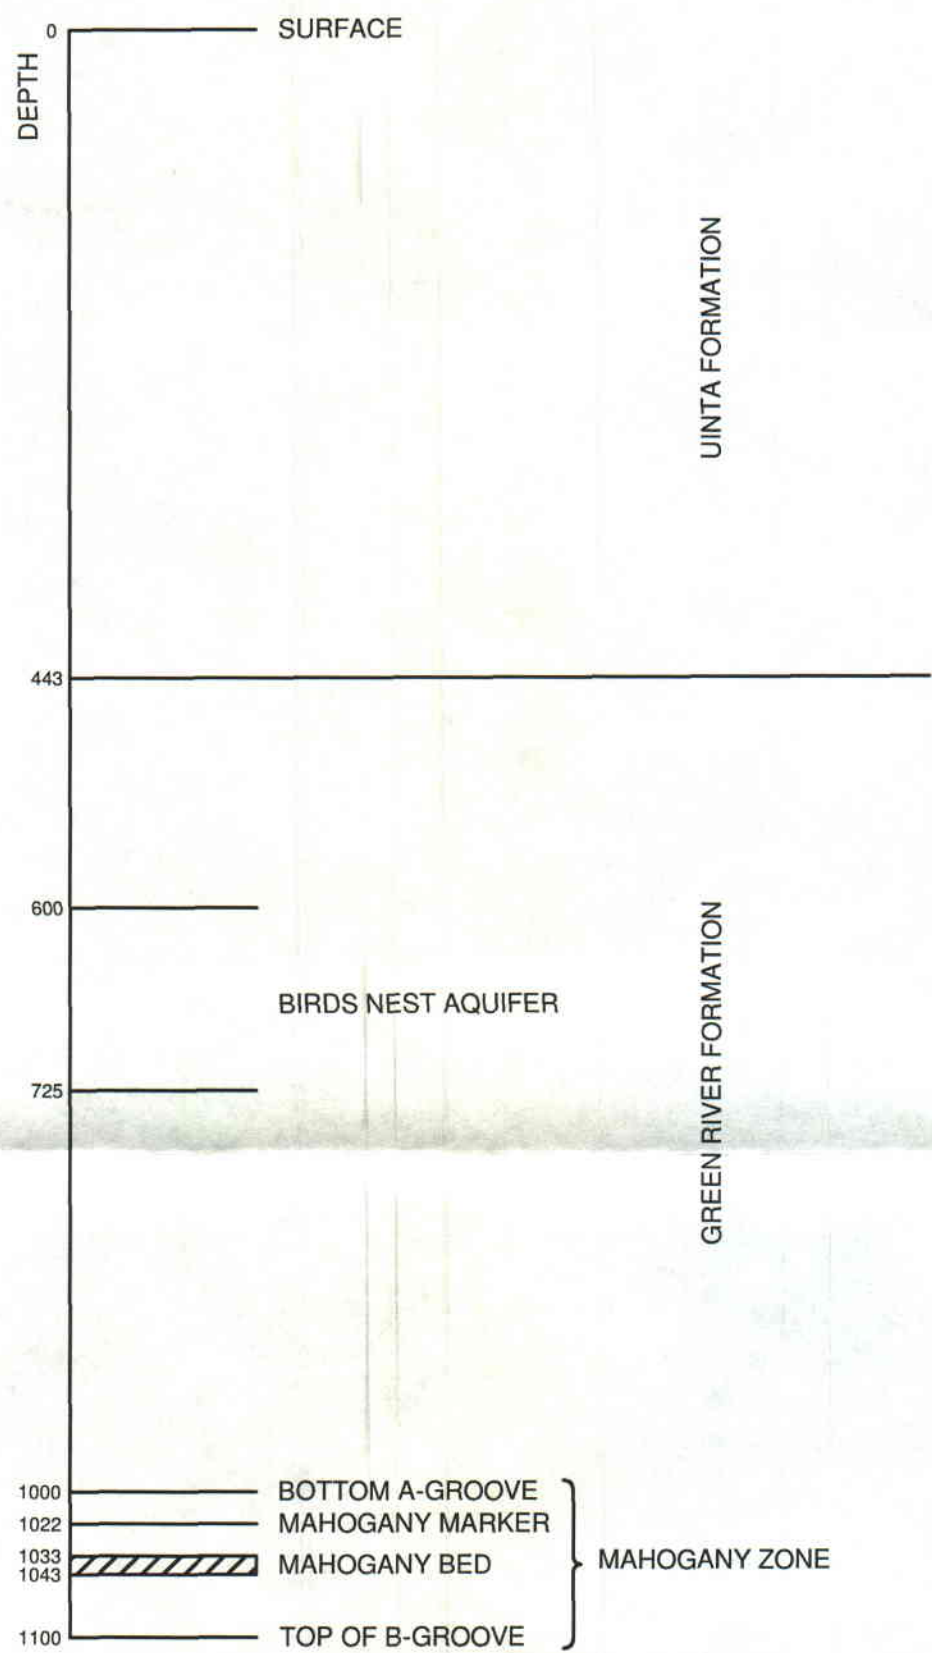 0 SURFACE
DEPTH
UINTA FORMATION
443
600
BIRDS NEST AQUIFER
GREEN RIVER FORMATION
725
1000 BOTTOM A-GROOVE
1022 MAHOGANY MARKER
1033
MAHOGANY BED
MAHOGANY ZONE
1043
1100 TOP OF B-GROOVE